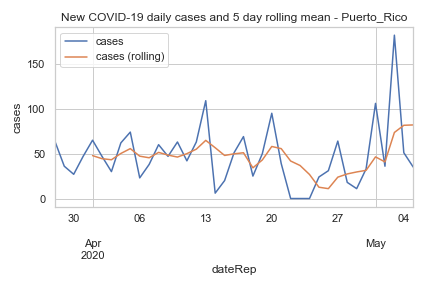 New COVID-19 daily cases and 5 day rolling mean - Puerto_Rico
cases
cases (rolling)
cases
150
100
50
0
30 06 13 20 27 04
Apr May
2020
dateRep